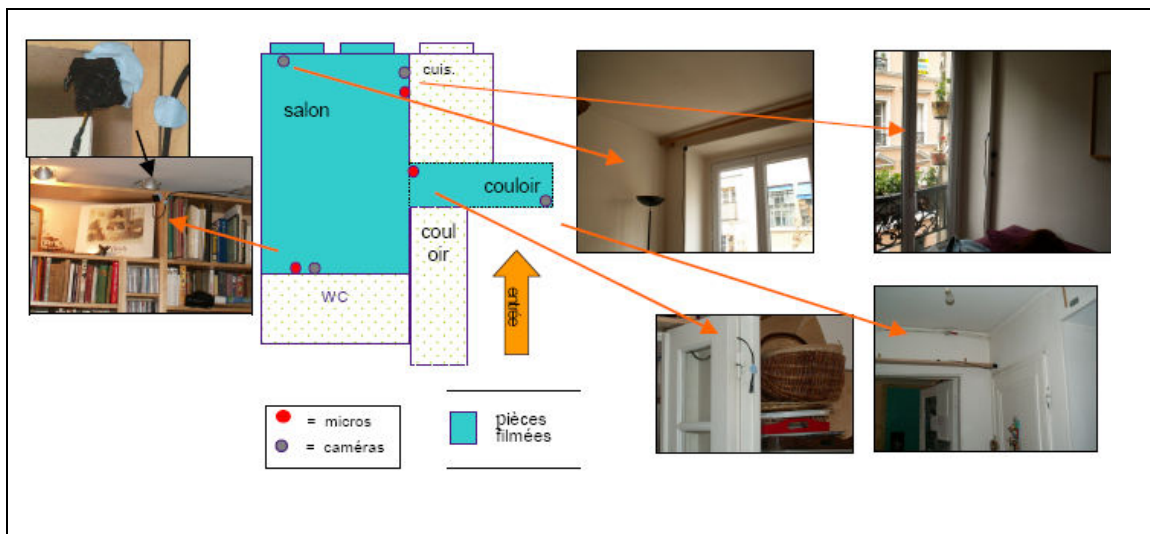 cuis.
salon
couloir
coul
oir
WC
entrée
= micros
= caméras
pièces
filmées